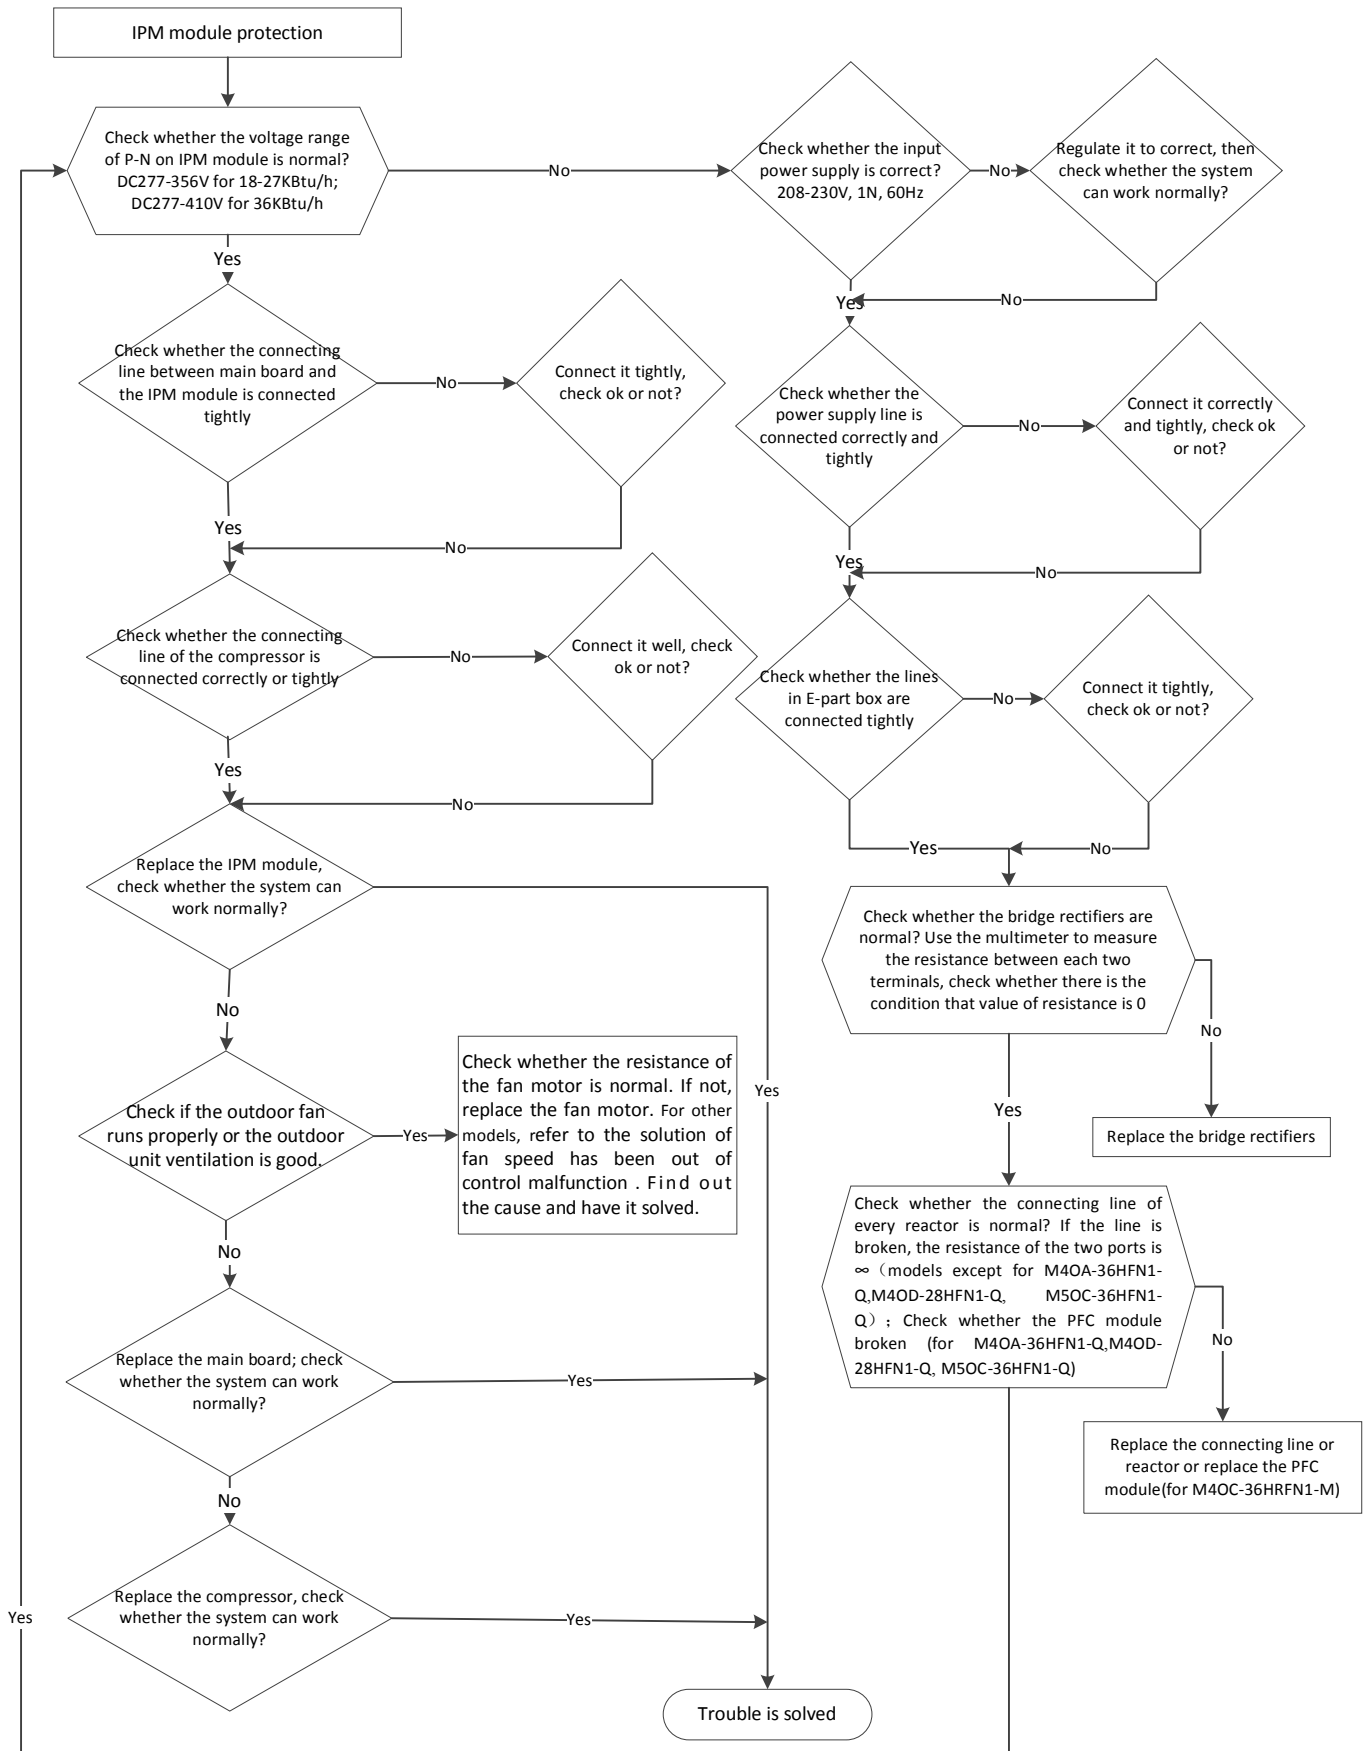 IPM module protection
Check whether the voltage range
of P-N on IPM module is normal?
DC277-356V for 18-27KBtu/h;
DC277-410V for 36KBtu/h
No
Check whether the input
power supply is correct?
208-230V, 1N, 60Hz
No
Regulate it to correct, then
check whether the system
can work normally?
Yes
Yes
No
Check whether the connecting
line between main board and
the IPM module is connected
tightly
No
Connect it tightly,
check ok or not?
Check whether the
power supply line is
connected correctly and
tightly
No
Connect it correctly
and tightly, check ok
or not?
Yes
No
Yes
No
Check whether the connecting
line of the compressor is
connected correctly or tightly
No
Connect it well, check
ok or not?
Check whether the lines
in E-part box are
connected tightly
No
Connect it tightly,
check ok or not?
Yes
No
Yes
No
Replace the IPM module,
check whether the system can
work normally?
Check whether the bridge rectifiers are
normal? Use the multimeter to measure
the resistance between each two
terminals, check whether there is the
condition that value of resistance is 0
No
No
Yes
Yes
Check if the outdoor fan
runs properly or the outdoor
unit ventilation is good.
Yes
Check whether the resistance of
the fan motor is normal. If not,
replace the fan motor. For other
models, refer to the solution of
fan speed has been out of
control malfunction . Find out
the cause and have it solved.
Replace the bridge rectifiers
No
Check whether the connecting line of
every reactor is normal? If the line is
broken, the resistance of the two ports is
∞（models except for M4OA-36HFN1-
Q,M4OD-28HFN1-Q, M5OC-36HFN1-
Q）; Check whether the PFC module
broken (for M4OA-36HFN1-Q,M4OD-
28HFN1-Q, M5OC-36HFN1-Q)
No
Replace the main board; check
whether the system can work
normally?
Yes
Replace the connecting line or
reactor or replace the PFC
module(for M4OC-36HRFN1-M)
No
Replace the compressor, check
whether the system can work
normally?
Yes
Yes
Trouble is solved